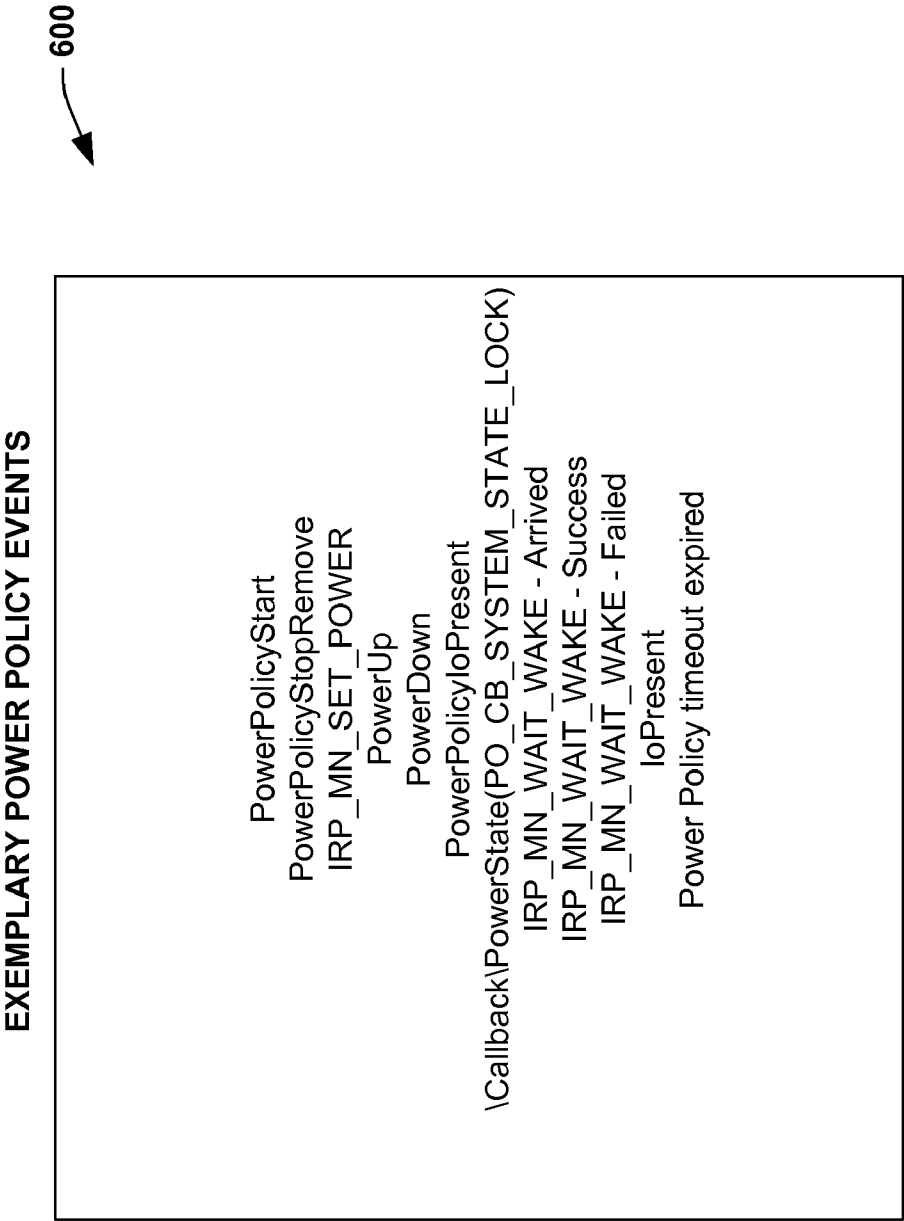 EXEMPLARY POWER POLICY EVENTS
600
PowerPolicyStart
PowerPolicyStopRemove
IRP_MN_SET_POWER
PowerUp
PowerDown
PowerPolicyIoPresent
\Callback\PowerState(PO_CB_SYSTEM_STATE_LOCK)
IRP_MN_WAIT_WAKE - Arrived
IRP_MN_WAIT_WAKE - Success
IRP_MN_WAIT_WAKE - Failed
IoPresent
Power Policy timeout expired